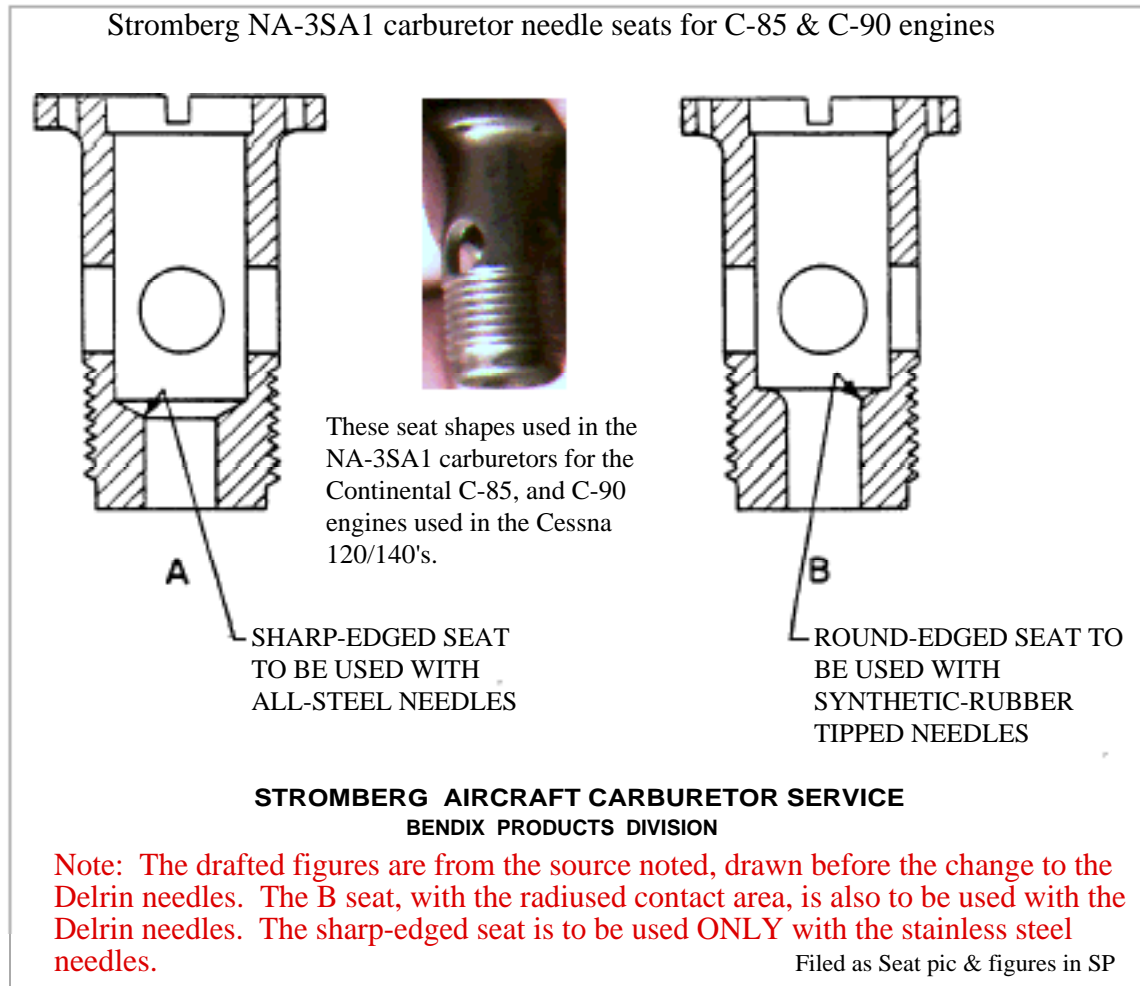 Stromberg NA-3SA1 carburetor needle seats for C-85 & C-90 engines
These seat shapes used in the
NA-3SA1 carburetors for the
Continental C-85, and C-90
engines used in the Cessna
120/140's.
A
B
SHARP-EDGED SEAT
TO BE USED WITH
ALL-STEEL NEEDLES
ROUND-EDGED SEAT TO
BE USED WITH
SYNTHETIC-RUBBER
TIPPED NEEDLES
STROMBERG AIRCRAFT CARBURETOR SERVICE
BENDIX PRODUCTS DIVISION
Note: The drafted figures are from the source noted, drawn before the change to the
Delrin needles. The B seat, with the radiused contact area, is also to be used with the
Delrin needles. The sharp-edged seat is to be used ONLY with the stainless steel
needles.
Filed as Seat pic & figures in SP